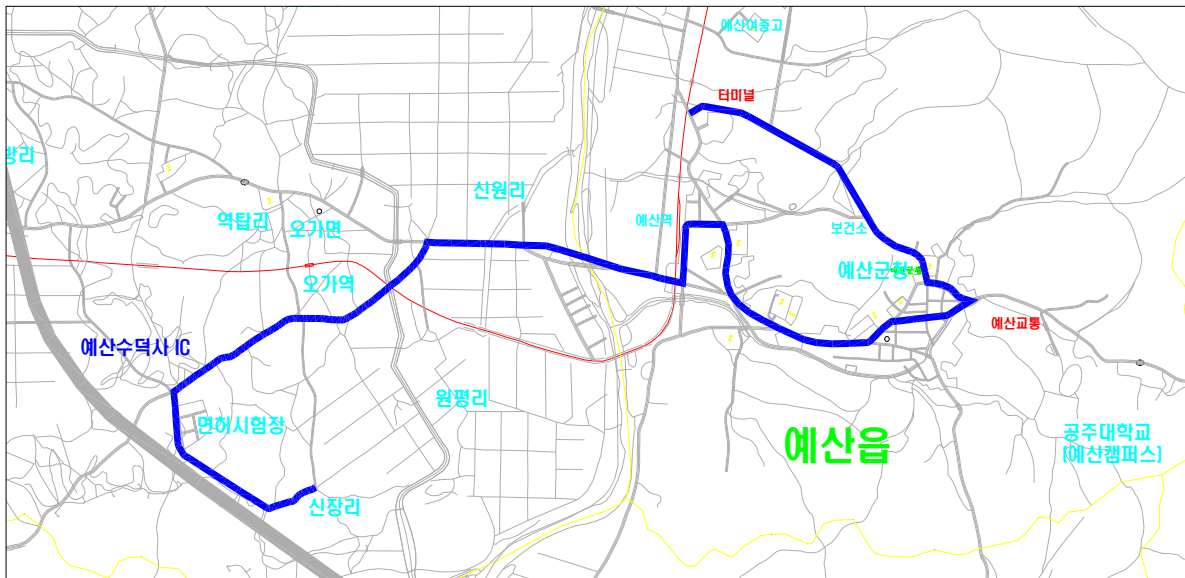 예산여중고
터미널
방리
신원리
역탑리
오가면
예산역
보건소
예산군청
오가역
예산교통
예산수덕사 IC
원평리
면허시험장
예산읍
공주대학교
(예산캠퍼스)
신장리